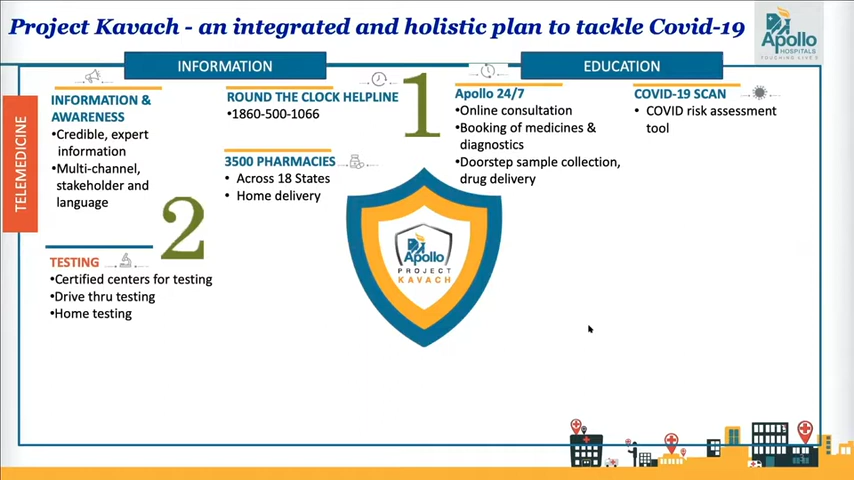 Project Kavach - an integrated and holistic plan to tackle Covid-19
Apollo
HOSPITALS
TOUCHING LIVES
INFORMATION
EDUCATION
TELEMEDICINE
INFORMATION &
AWARENESS
•Credible, expert
information
•Multi-channel,
stakeholder and
language
ROUND THE CLOCK HELPLINE
•1860-500-1066
3500 PHARMACIES
• Across 18 States
• Home delivery
1
Apollo 24/7
•Online consultation
•Booking of medicines &
diagnostics
•Doorstep sample collection,
drug delivery
COVID-19 SCAN
• COVID risk assessment
tool
2
TESTING
•Certified centers for testing
•Drive thru testing
•Home testing
Apollo
PROJECT
KAVACH